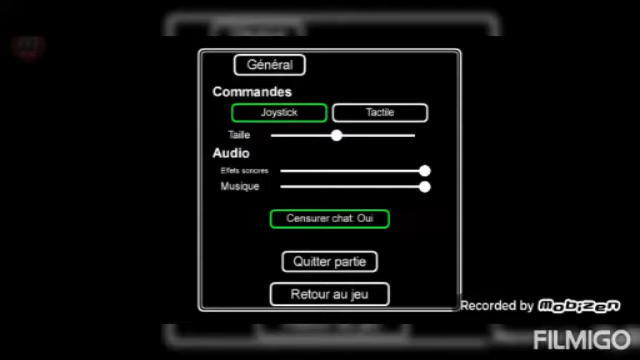 Général
Commandes
Joystick Tactile
Taille
Audio
Effets sonores
Musique
Censurer chat: Oui
Quitter partie
Retour au jeu
Recorded by mobizen
FILMIGO